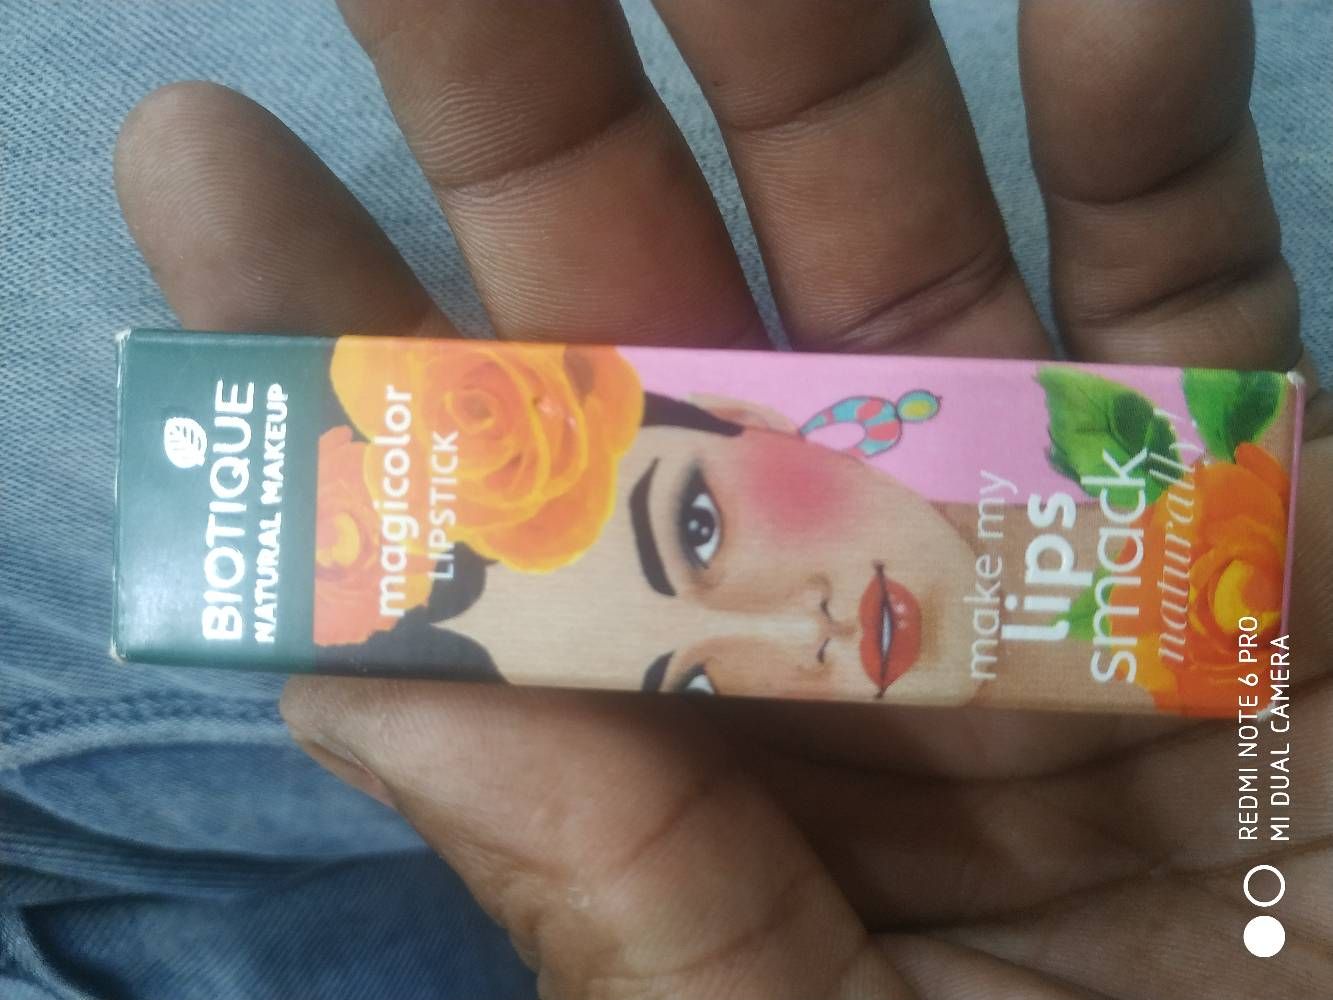 BIOTIQUE
NATURAL MAKEUP
magicolor
LIPSTICK
make my
lips
smack
naturally!
REDMI NOTE 6 PRO
MI DUAL CAMERA